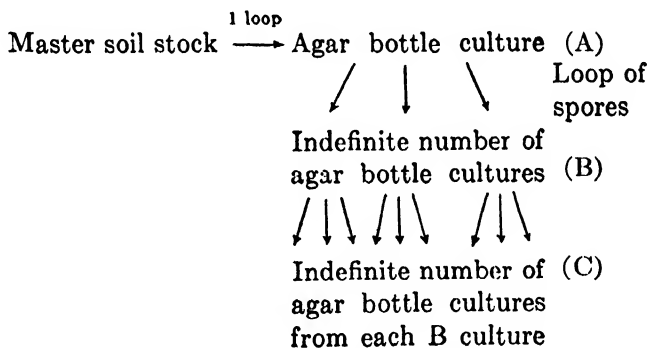 1 loop
Master soil stock Agar bottle culture (A)
Loop of
spores
Indefinite number of
agar bottle cultures (B)
Indefinite number of (C)
agar bottle cultures
from each B culture